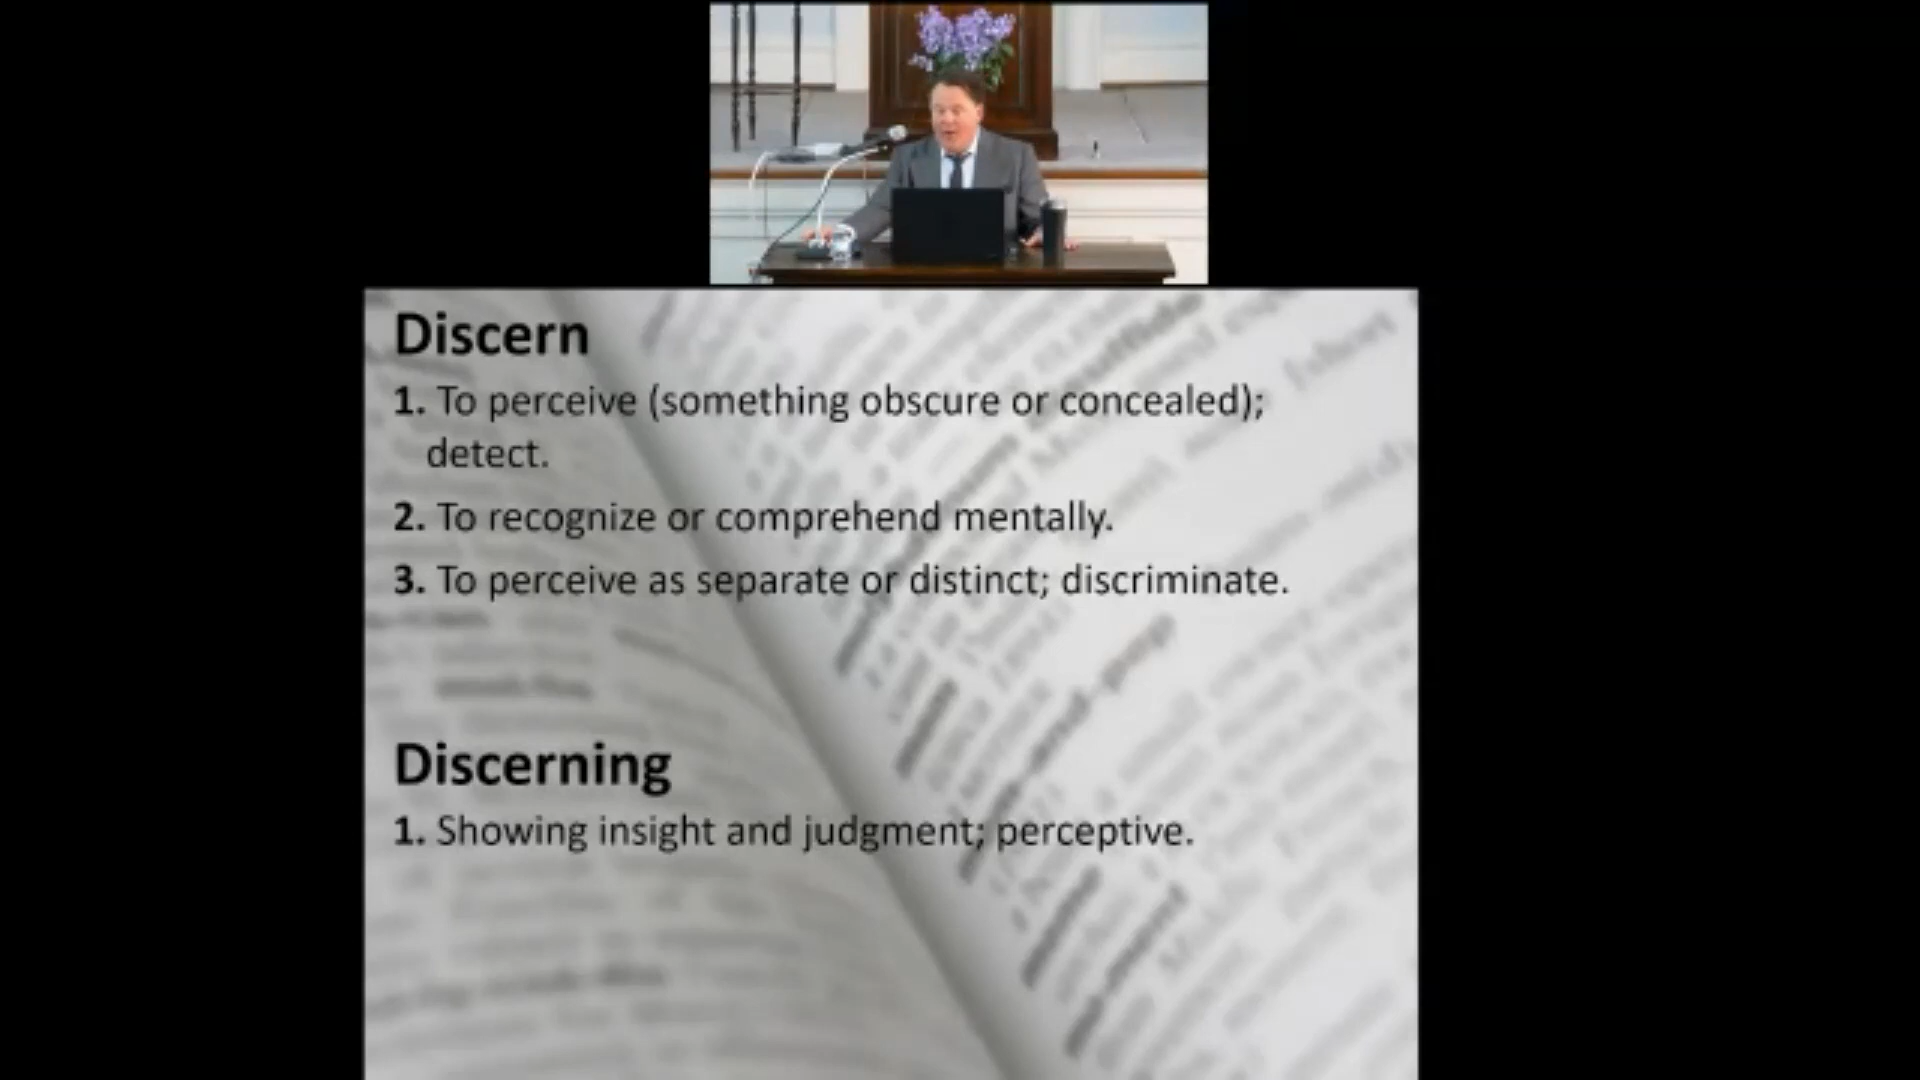 Discern
1. To perceive (something obscure or concealed);
detect.
2. To recognize or comprehend mentally.
3. To perceive as separate or distinct; discriminate.
Discerning
1. Showing insight and judgment; perceptive.